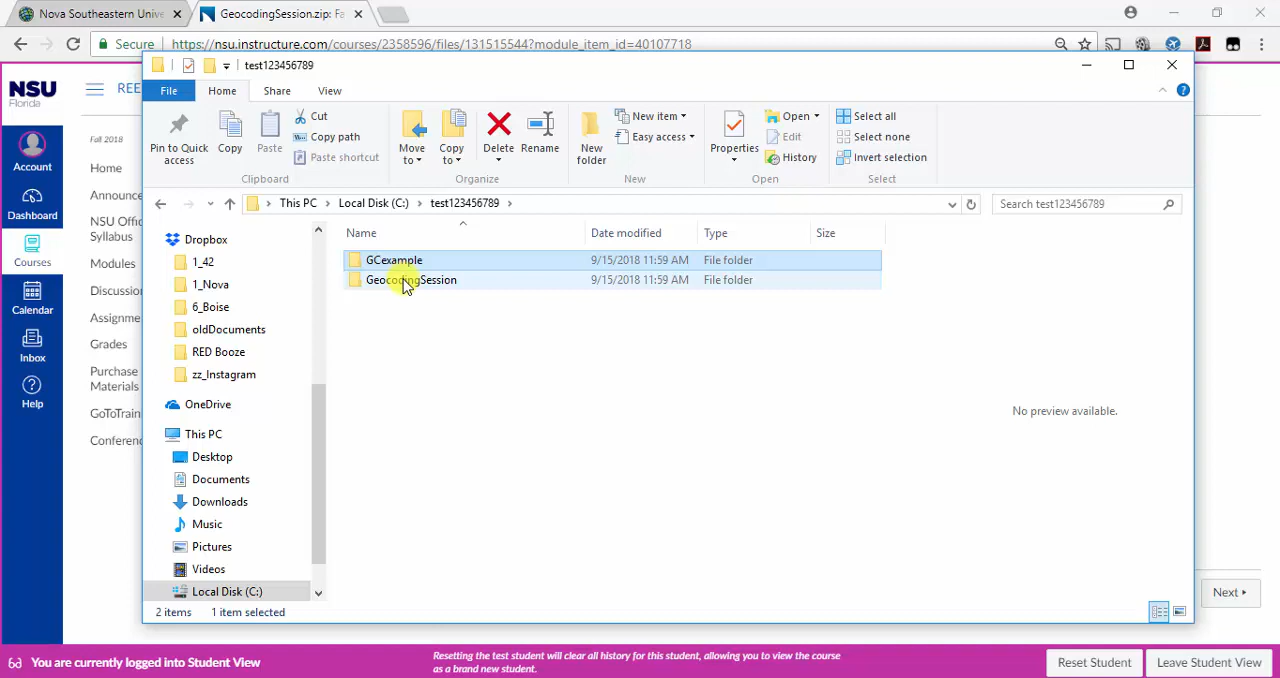 Nova Southeastern Unive
GeocodingSession.zip: Fa
Secure
https://nsu.instructure.com/courses/2358596/files/131515544?module_item_id=40107718
test123456789
File
Home
Share
View
Pin to Quick
access
Copy
Paste
Cut
Copy path
Paste shortcut
Clipboard
Move
to
Copy
to
Delete
Rename
Organize
New
folder
New item
Easy access
New
Properties
Open
Edit
History
Open
Select all
Select none
Invert selection
Select
This PC
Local Disk (C:)
test123456789
Search test123456789
Name
Date modified
Type
Size
GCexample
9/15/2018 11:59 AM
File folder
GeocodingSession
9/15/2018 11:59 AM
File folder
No preview available.
Dropbox
1_42
1_Nova
6_Boise
oldDocuments
RED Booze
zz_Instagram
OneDrive
This PC
Desktop
Documents
Downloads
Music
Pictures
Videos
Local Disk (C:)
2 items
1 item selected
NSU
Florida
Account
Dashboard
Courses
Calendar
Inbox
Help
REE
Fall 2018
Home
Announce
NSU Offic
Syllabus
Modules
Discussio
Assignme
Grades
Purchase
Materials
GoToTrain
Conferenc
Next
You are currently logged into Student View
Resetting the test student will clear all history for this student, allowing you to view the course
as a brand new student.
Reset Student
Leave Student View